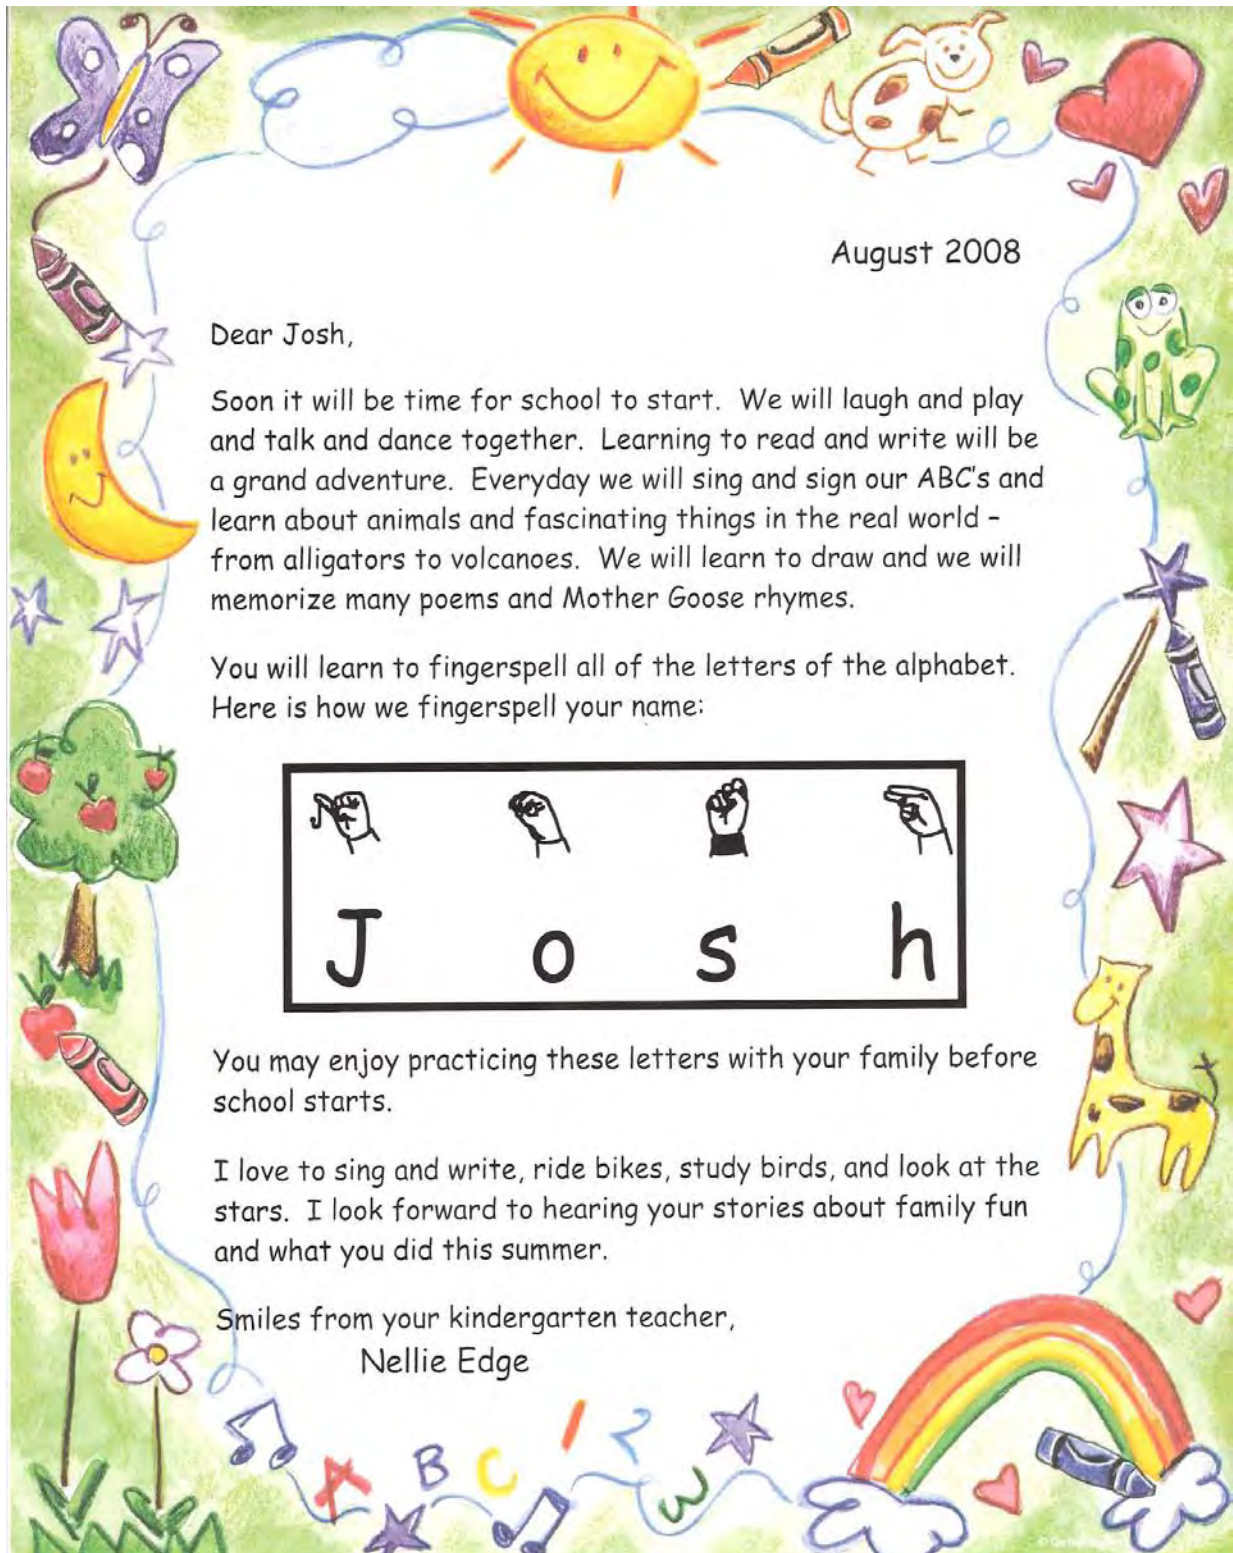 August 2008
Dear Josh,
Soon it will be time for school to start. We will laugh and play
and talk and dance together. Learning to read and write will be
a grand adventure. Everyday we will sing and sign our ABC's and
learn about animals and fascinating things in the real world –
from alligators to volcanoes. We will learn to draw and we will
memorize many poems and Mother Goose rhymes.
You will learn to fingerspell all of the letters of the alphabet.
Here is how we fingerspell your name:
J o s h
You may enjoy practicing these letters with your family before
school starts.
I love to sing and write, ride bikes, study birds, and look at the
stars. I look forward to hearing your stories about family fun
and what you did this summer.
Smiles from your kindergarten teacher,
Nellie Edge
A B C 1 2 3